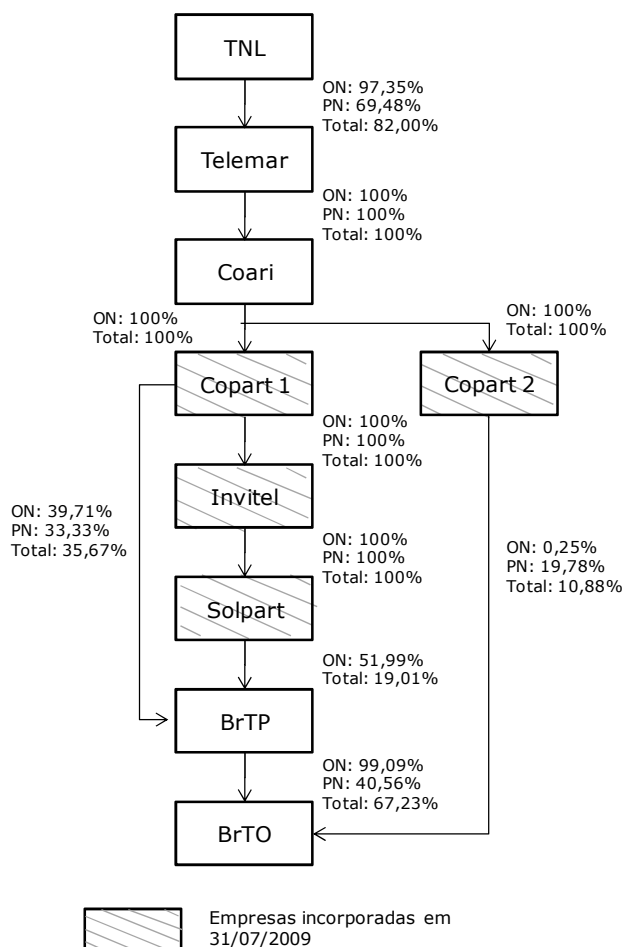 TNL
ON: 97,35%
PN: 69,48%
Total: 82,00%
Telemar
ON: 100%
PN: 100%
Total: 100%
Coari
ON: 100%
Total: 100%
ON: 100%
Total: 100%
Copart 1
Copart 2
ON: 100%
PN: 100%
Total: 100%
Invitel
ON: 39,71%
PN: 33,33%
Total: 35,67%
ON: 100%
PN: 100%
Total: 100%
ON: 0,25%
PN: 19,78%
Total: 10,88%
Solpart
ON: 51,99%
Total: 19,01%
BrTP
ON: 99,09%
PN: 40,56%
Total: 67,23%
BrTO
Empresas incorporadas em
31/07/2009